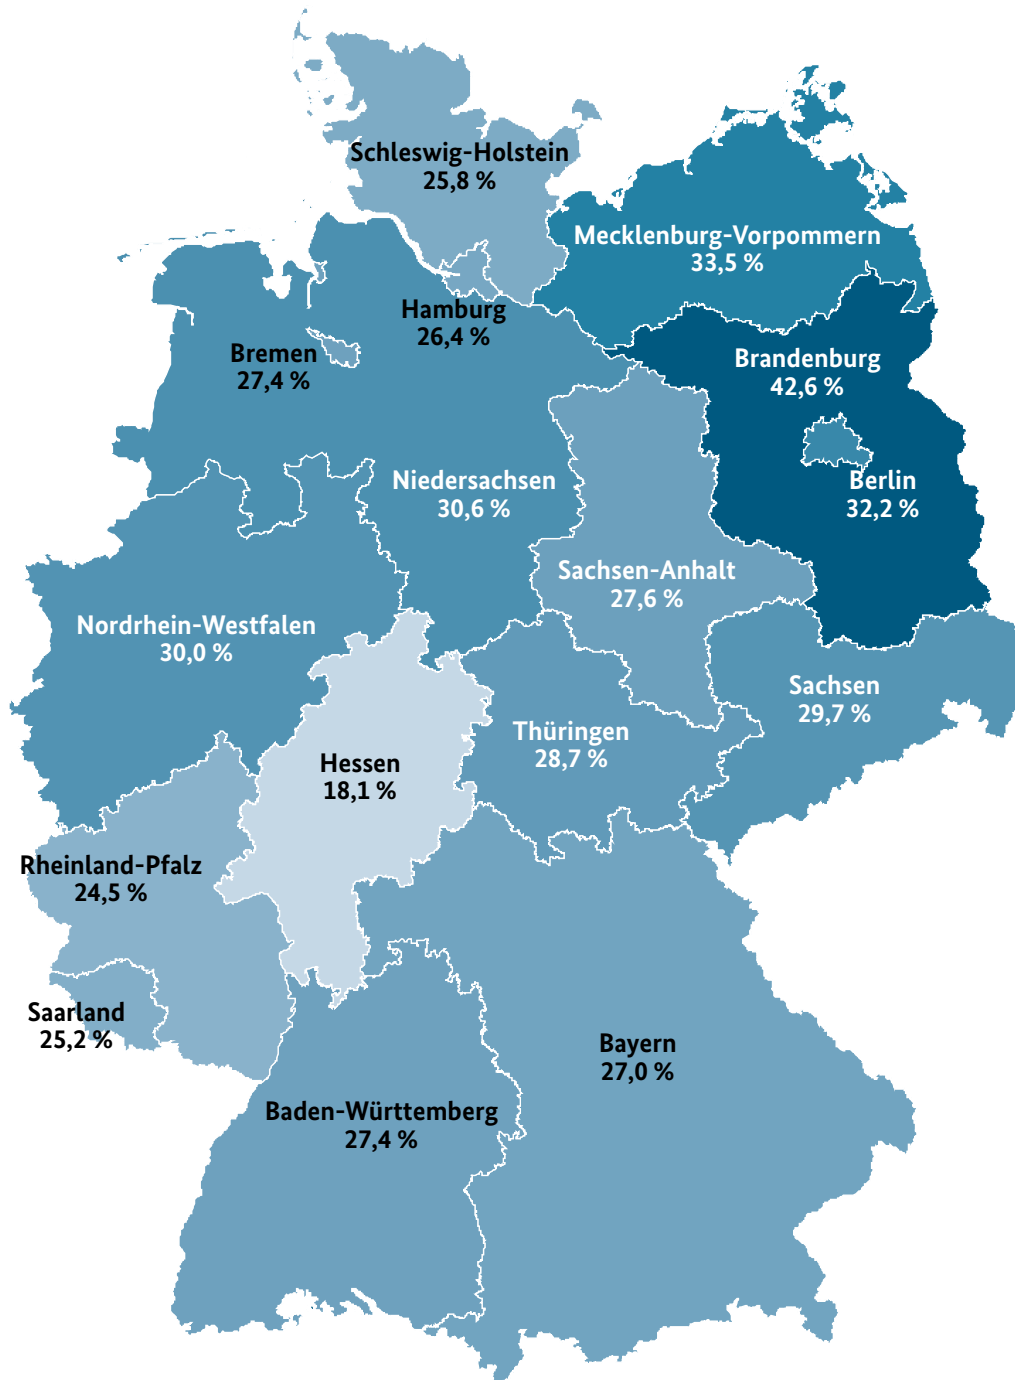 Schleswig-Holstein
25,8 %
Mecklenburg-Vorpommern
33,5 %
Hamburg
26,4 %
Bremen
27,4 %
Brandenburg
42,6 %
Niedersachsen
30,6 %
Berlin
32,2 %
Sachsen-Anhalt
27,6 %
Nordrhein-Westfalen
30,0 %
Sachsen
29,7 %
Thüringen
28,7 %
Hessen
18,1 %
Rheinland-Pfalz
24,5 %
Saarland
25,2 %
Bayern
27,0 %
Baden-Württemberg
27,4 %